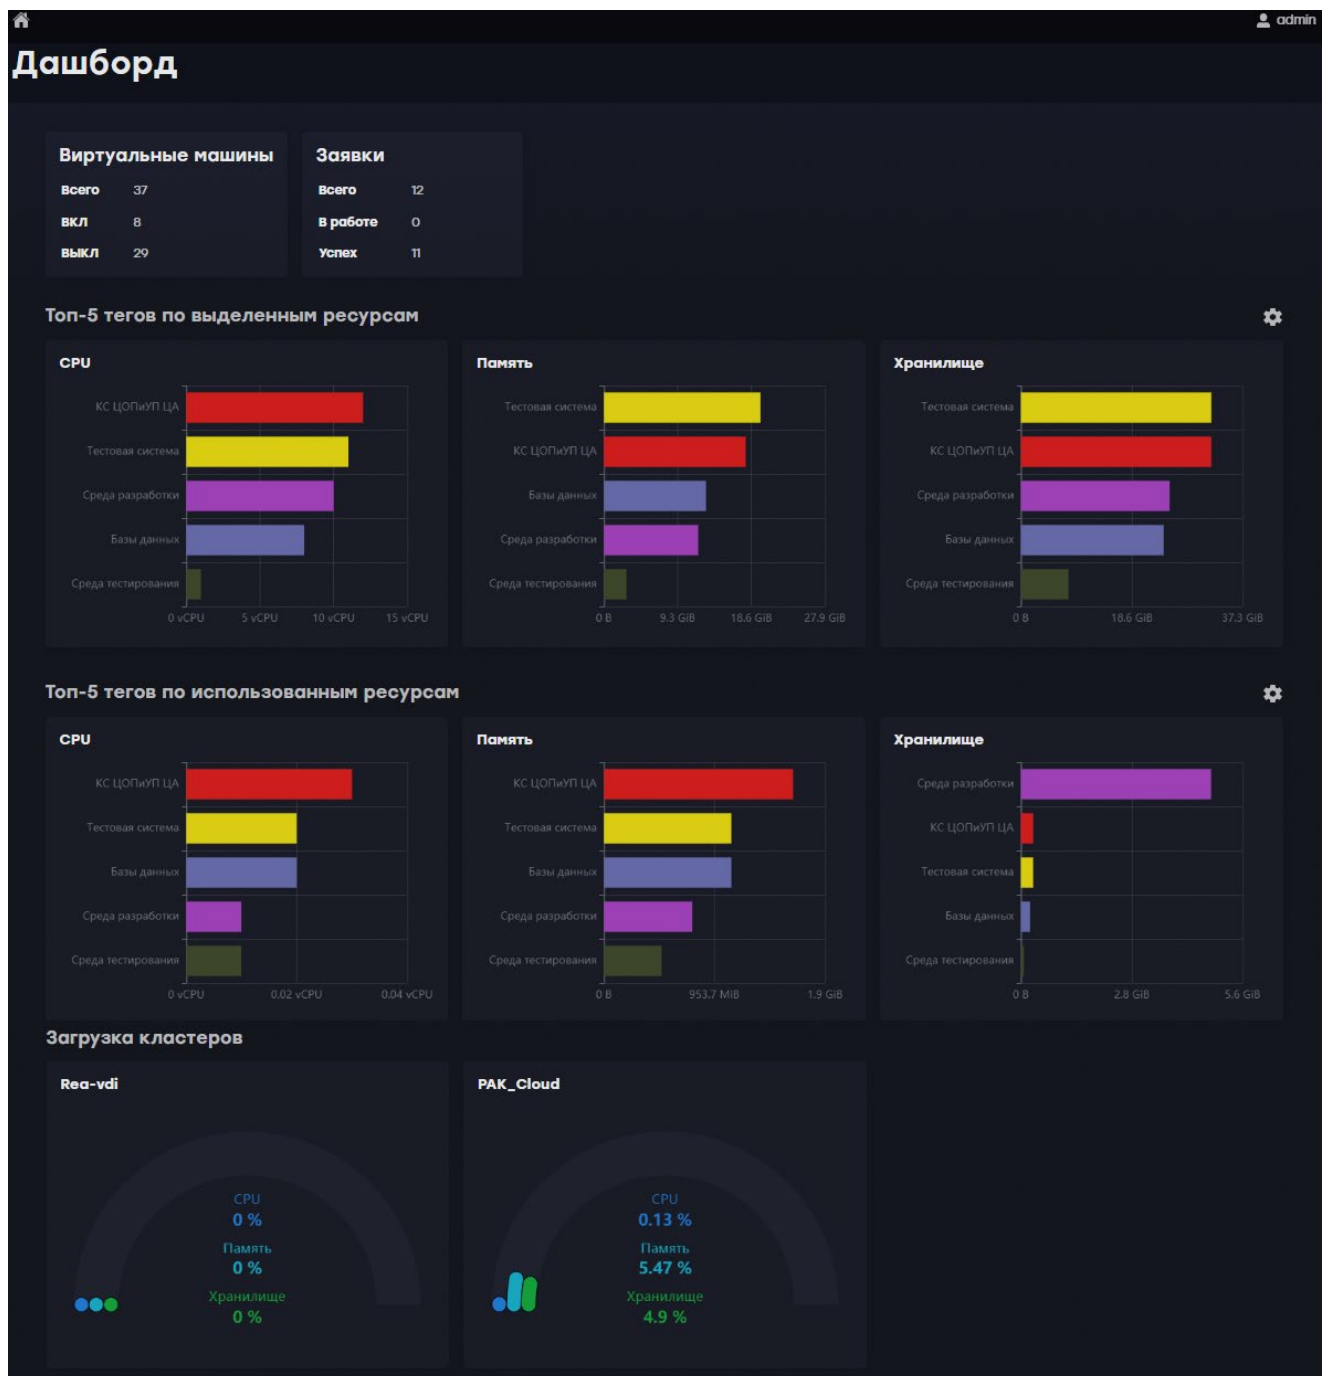 admin
Дашборд
Виртуальные машины
Всего 37
ВКЛ 8
ВЫКЛ 29
Заявки
Всего 12
В работе 0
Успех 11
Топ-5 тегов по выделенным ресурсам
CPU
КС ЦОПиУП ЦА
Тестовая система
Среда разработки
Базы данных
Среда тестирования
0 vCPU 5 vCPU 10 vCPU 15 vCPU
Память
Тестовая система
КС ЦОПиУП ЦА
Базы данных
Среда разработки
Среда тестирования
0 B 9.3 GiB 18.6 GiB 27.9 GiB
Хранилище
Тестовая система
КС ЦОПиУП ЦА
Среда разработки
Базы данных
Среда тестирования
0 B 18.6 GiB 37.3 GiB
Топ-5 тегов по использованным ресурсам
CPU
КС ЦОПиУП ЦА
Тестовая система
Базы данных
Среда разработки
Среда тестирования
0 vCPU 0.02 vCPU 0.04 vCPU
Память
КС ЦОПиУП ЦА
Тестовая система
Базы данных
Среда разработки
Среда тестирования
0 B 953.7 MiB 1.9 GiB
Хранилище
Среда разработки
КС ЦОПиУП ЦА
Тестовая система
Базы данных
Среда тестирования
0 B 2.8 GiB 5.6 GiB
Загрузка кластеров
Rea-vdi
CPU
0 %
Память
0 %
Хранилище
0 %
PAK_Cloud
CPU
0.13 %
Память
5.47 %
Хранилище
4.9 %